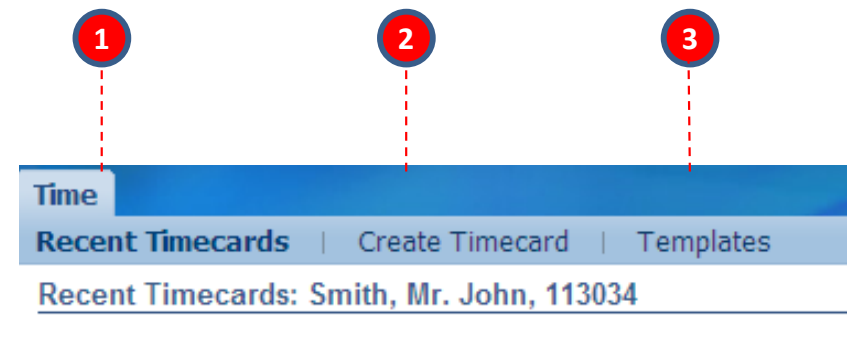 1 2 3
Time
Recent Timecards | Create Timecard | Templates
Recent Timecards: Smith, Mr. John, 113034